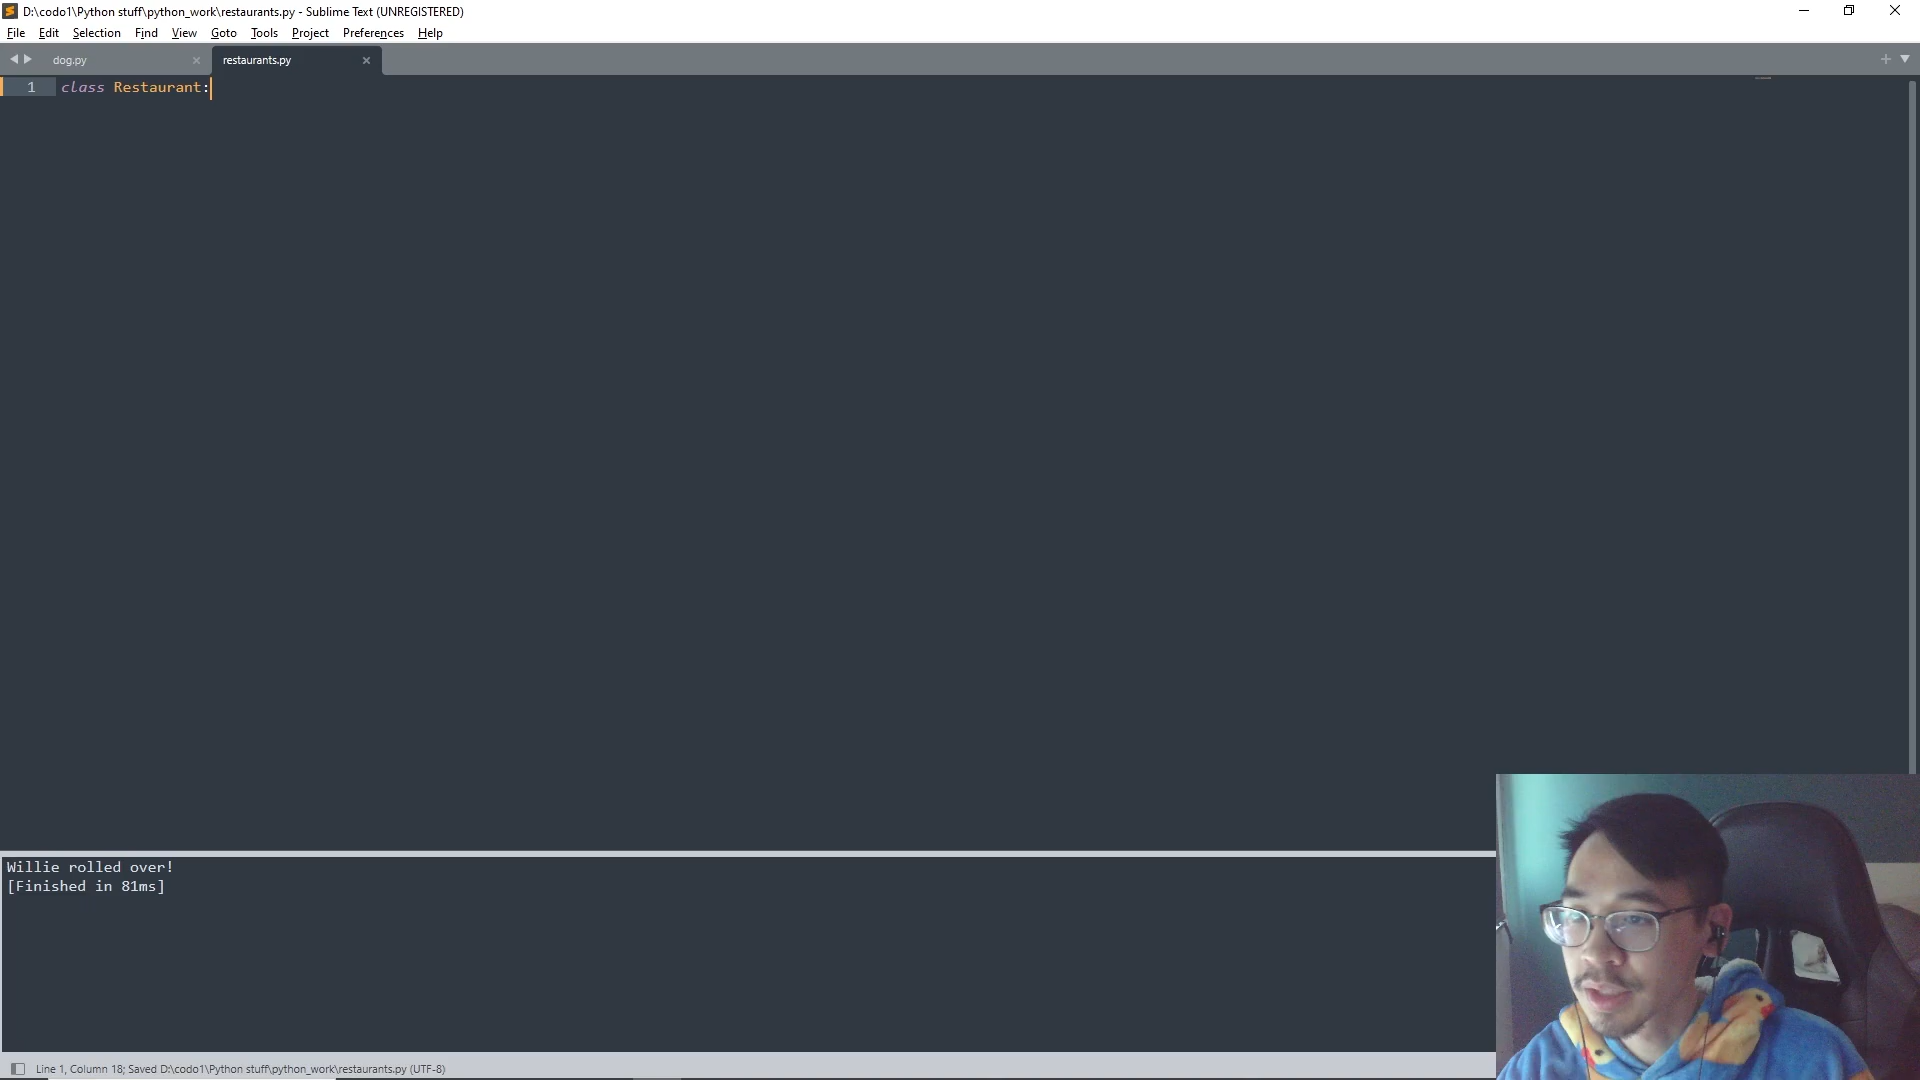 D:\codo1\Python stuff\python_work\restaurants.py - Sublime Text (UNREGISTERED)
File Edit Selection Find View Goto Tools Project Preferences Help
dog.py restaurants.py
1 class Restaurant:
Willie rolled over!
[Finished in 81ms]
Line 1, Column 18; Saved D:\codo1\Python stuff\python_work\restaurants.py (UTF-8)